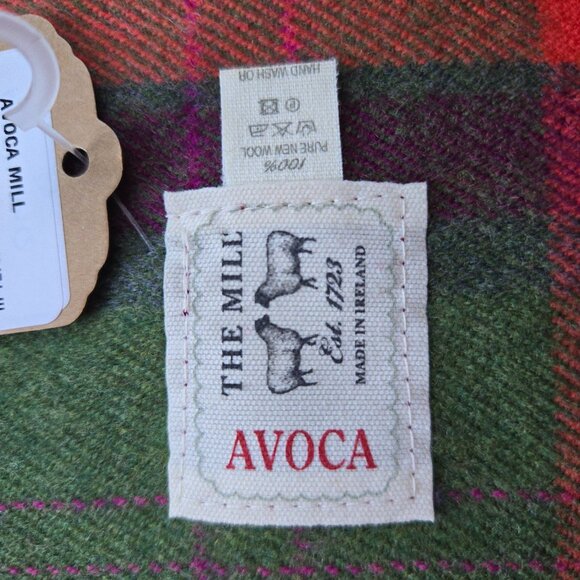 AVOCA MILL
HAND WASH OR
PURE NEW WOOL
100%
THE MILL
Est. 1723
MADE IN IRELAND
AVOCA